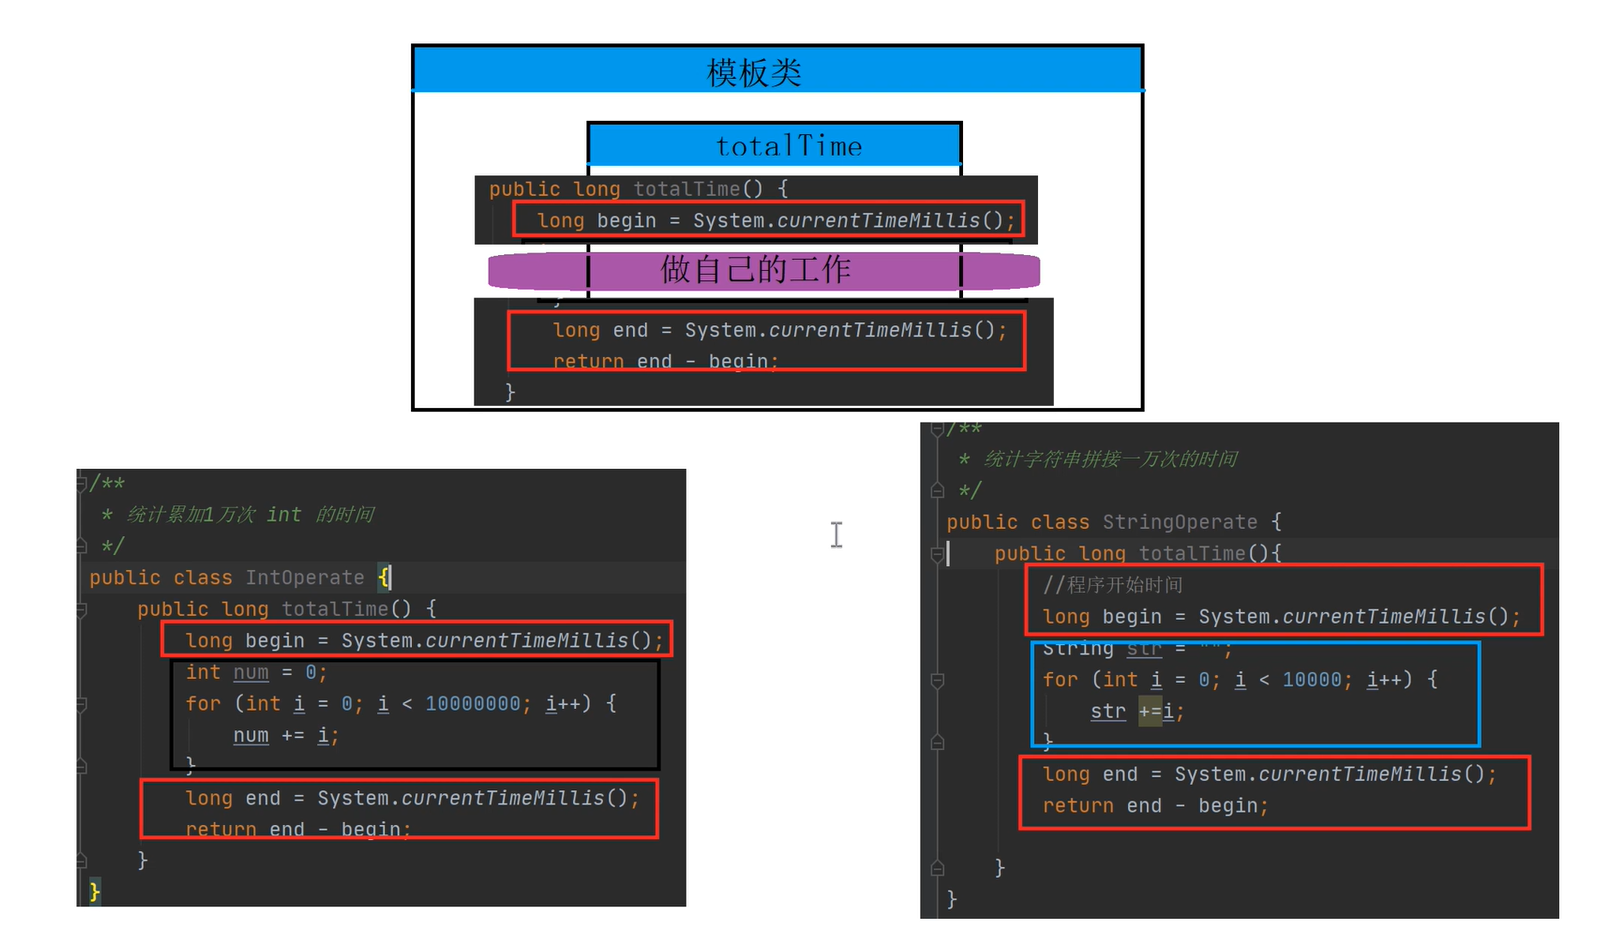 模板类
totalTime
public long totalTime() {
long begin = System.currentTimeMillis();
做自己的工作
}
long end = System.currentTimeMillis();
return end - begin;
}
/**
* 统计累加1万次 int 的时间
*/
public class IntOperate {
public long totalTime() {
long begin = System.currentTimeMillis();
int num = 0;
for (int i = 0; i < 10000000; i++) {
num += i;
}
long end = System.currentTimeMillis();
return end - begin;
}
}
/**
* 统计字符串拼接一万次的时间
*/
public class StringOperate {
public long totalTime(){
//程序开始时间
long begin = System.currentTimeMillis();
String str = "";
for (int i = 0; i < 10000; i++) {
str +=i;
}
long end = System.currentTimeMillis();
return end - begin;
}
}